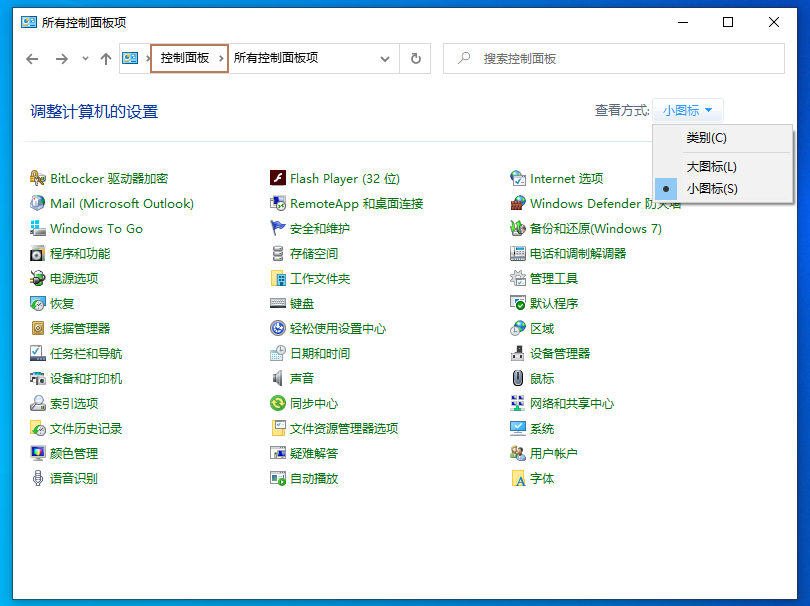 所有控制面板项
控制面板 所有控制面板项 搜索控制面板
调整计算机的设置
查看方式: 小图标
类别(C)
大图标(L)
小图标(S)
BitLocker 驱动器加密 Flash Player (32 位) Internet 选项
Mail (Microsoft Outlook) RemoteApp 和桌面连接 Windows Defender 防火墙
Windows To Go 安全和维护 备份和还原(Windows 7)
程序和功能 存储空间 电话和调制解调器
电源选项 工作文件夹 管理工具
恢复 键盘 默认程序
凭据管理器 轻松使用设置中心 区域
任务栏和导航 日期和时间 设备管理器
设备和打印机 声音 鼠标
索引选项 同步中心 网络和共享中心
文件历史记录 文件资源管理器选项 系统
颜色管理 疑难解答 用户帐户
语音识别 自动播放 字体